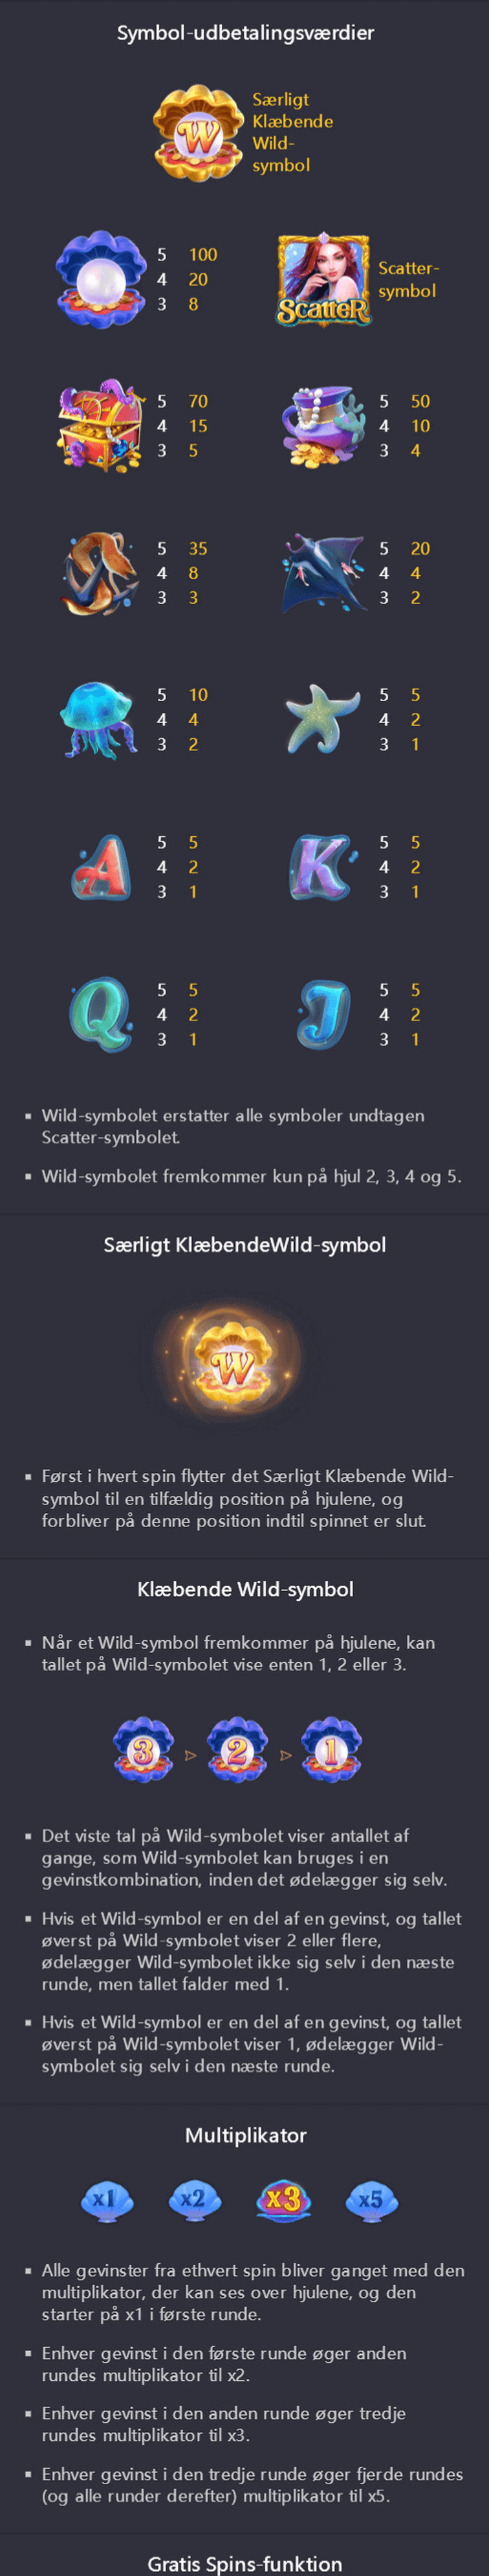 Symbol-udbetalingsværdier
W
Særligt
Klæbende
Wild-
symbol
5 100
4 20
3 8
Scatter
Scatter-
symbol
5 70
4 15
3 5
5 50
4 10
3 4
5 35
4 8
3 3
5 20
4 4
3 2
5 10
4 4
3 2
5 5
4 2
3 1
A
5 5
4 2
3 1
K
5 5
4 2
3 1
Q
5 5
4 2
3 1
J
5 5
4 2
3 1
▪ Wild-symbolet erstatter alle symboler undtagen
Scatter-symbolet.
▪ Wild-symbolet fremkommer kun på hjul 2, 3, 4 og 5.
Særligt KlæbendeWild-symbol
W
▪ Først i hvert spin flytter det Særligt Klæbende Wild-
symbol til en tilfældig position på hjulene, og
forbliver på denne position indtil spinnet er slut.
Klæbende Wild-symbol
▪ Når et Wild-symbol fremkommer på hjulene, kan
tallet på Wild-symbolet vise enten 1, 2 eller 3.
3 2 1
▪ Det viste tal på Wild-symbolet viser antallet af
gange, som Wild-symbolet kan bruges i en
gevinstkombination, inden det ødelægger sig selv.
▪ Hvis et Wild-symbol er en del af en gevinst, og tallet
øverst på Wild-symbolet viser 2 eller flere,
ødelægger Wild-symbolet ikke sig selv i den næste
runde, men tallet falder med 1.
▪ Hvis et Wild-symbol er en del af en gevinst, og tallet
øverst på Wild-symbolet viser 1, ødelægger Wild-
symbolet sig selv i den næste runde.
Multiplikator
x1 x2 x3 x5
▪ Alle gevinster fra ethvert spin bliver ganget med den
multiplikator, der kan ses over hjulene, og den
starter på x1 i første runde.
▪ Enhver gevinst i den første runde øger anden
rundes multiplikator til x2.
▪ Enhver gevinst i den anden runde øger tredje
rundes multiplikator til x3.
▪ Enhver gevinst i den tredje runde øger fjerde rundes
(og alle runder derefter) multiplikator til x5.
Gratis Spins-funktion